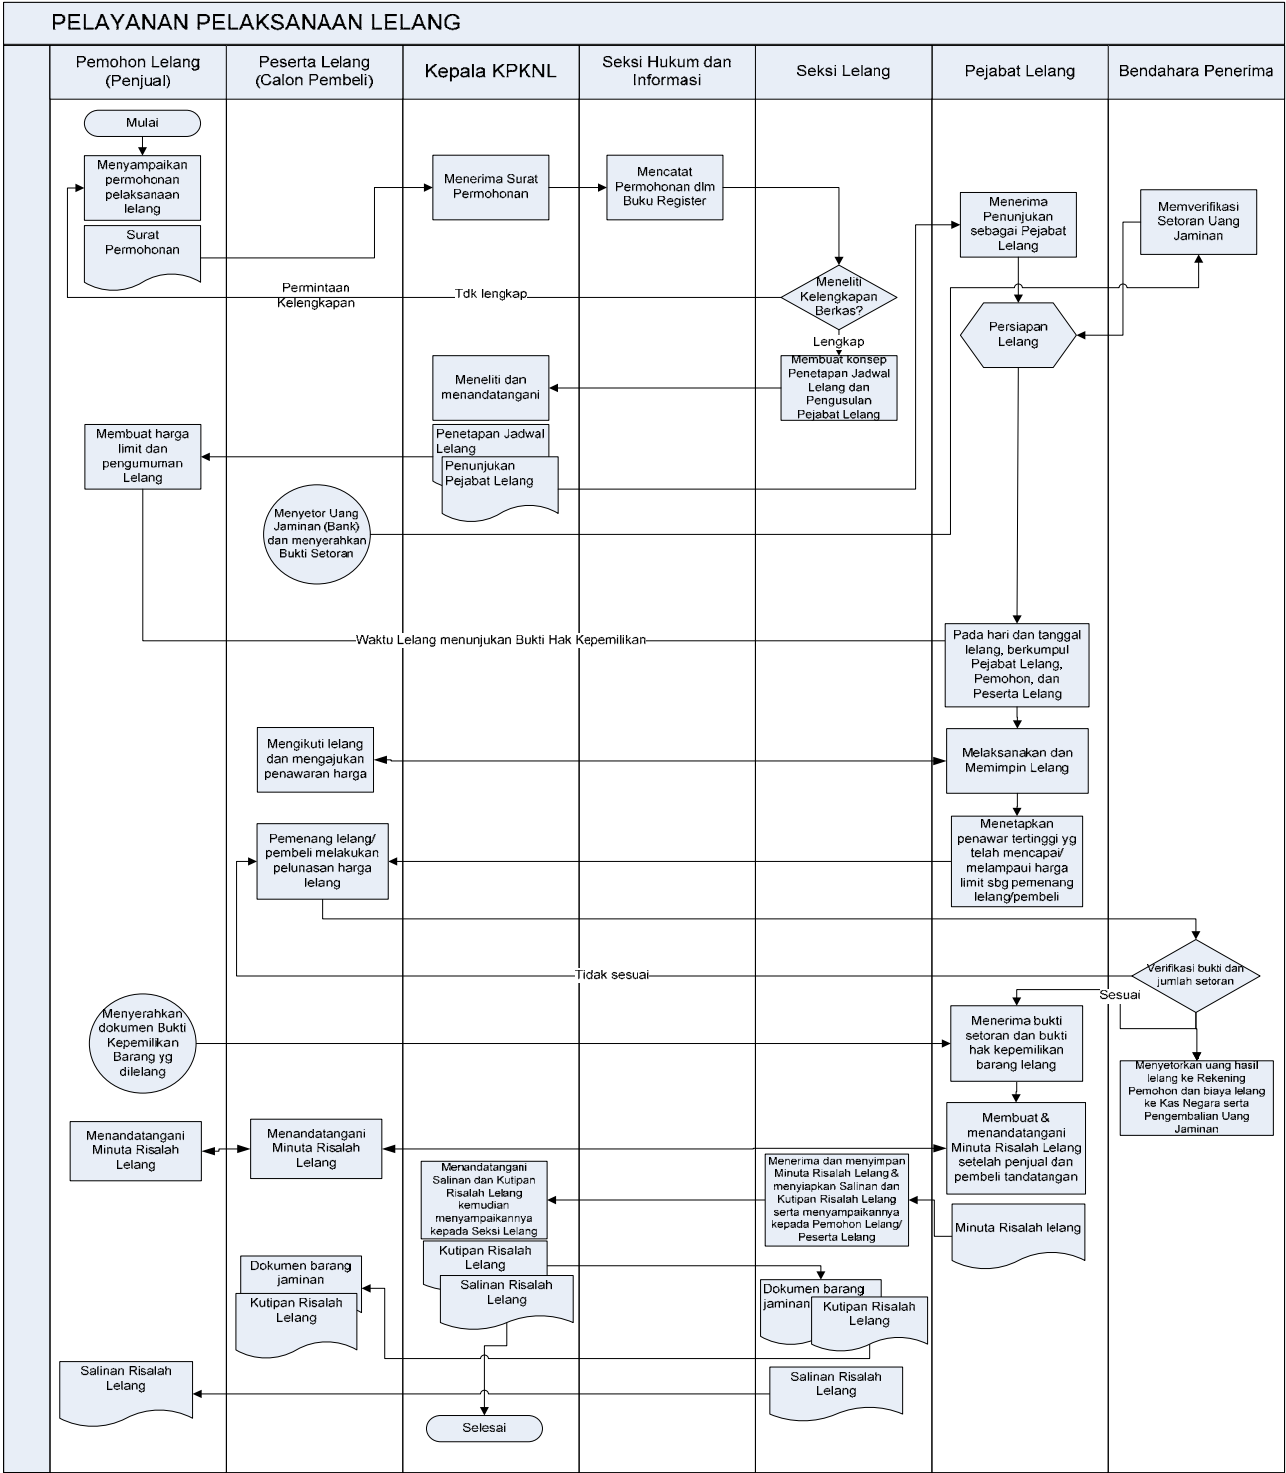 PELAYANAN PELAKSANAAN LELANG
Pemohon Lelang
(Penjual)
Peserta Lelang
(Calon Pembeli)
Kepala KPKNL
Seksi Hukum dan
Informasi
Seksi Lelang
Pejabat Lelang
Bendahara Penerima
Mulai
Menyampaikan
permohonan
pelaksanaan
lelang
Surat
Permohonan
Menerima Surat
Permohonan
Mencatat
Permohonan dlm
Buku Register
Menerima
Penunjukan
sebagai Pejabat
Lelang
Memverifikasi
Setoran Uang
Jaminan
Permintaan
Kelengkapan
Tdk lengkap
Meneliti
Kelengkapan
Berkas?
Lengkap
Persiapan
Lelang
Meneliti dan
menandatangani
Membuat konsep
Penetapan Jadwal
Lelang dan
Pengusulan
Pejabat Lelang
Membuat harga
limit dan
pengumuman
Lelang
Penetapan Jadwal
Lelang
Penunjukan
Pejabat Lelang
Menyetor Uang
Jaminan (Bank)
dan menyerahkan
Bukti Setoran
Waktu Lelang menunjukan Bukti Hak Kepemilikan
Pada hari dan tanggal
lelang, berkumpul
Pejabat Lelang,
Pemohon, dan
Peserta Lelang
Mengikuti lelang
dan mengajukan
penawaran harga
Melaksanakan dan
Memimpin Lelang
Pemenang lelang/
pembeli melakukan
pelunasan harga
lelang
Menetapkan
penawar tertinggi yg
telah mencapai/
melampaui harga
limit sbg pemenang
lelang/pembeli
Tidak sesuai
Verifikasi bukti dan
jumlah setoran
Sesuai
Menyerahkan
dokumen Bukti
Kepemilikan
Barang yg
dilelang
Menerima bukti
setoran dan bukti
hak kepemilikan
barang lelang
Menyetorkan uang hasil
lelang ke Rekening
Pemohon dan biaya lelang
ke Kas Negara serta
Pengembalian Uang
Jaminan
Menandatangani
Minuta Risalah
Lelang
Menandatangani
Minuta Risalah
Lelang
Membuat &
menandatangani
Minuta Risalah Lelang
setelah penjual dan
pembeli tandatangan
Menandatangani
Salinan dan Kutipan
Risalah Lelang
kemudian
menyampaikannya
kepada Seksi Lelang
Menerima dan menyimpan
Minuta Risalah Lelang &
menyiapkan Salinan dan
Kutipan Risalah Lelang
serta menyampaikannya
kepada Pemohon Lelang/
Peserta Lelang
Minuta Risalah lelang
Kutipan Risalah
Lelang
Salinan Risalah
Lelang
Dokumen barang
jaminan
Kutipan Risalah
Lelang
Dokumen barang
jaminan
Kutipan Risalah
Lelang
Salinan Risalah
Lelang
Salinan Risalah
Lelang
Selesai